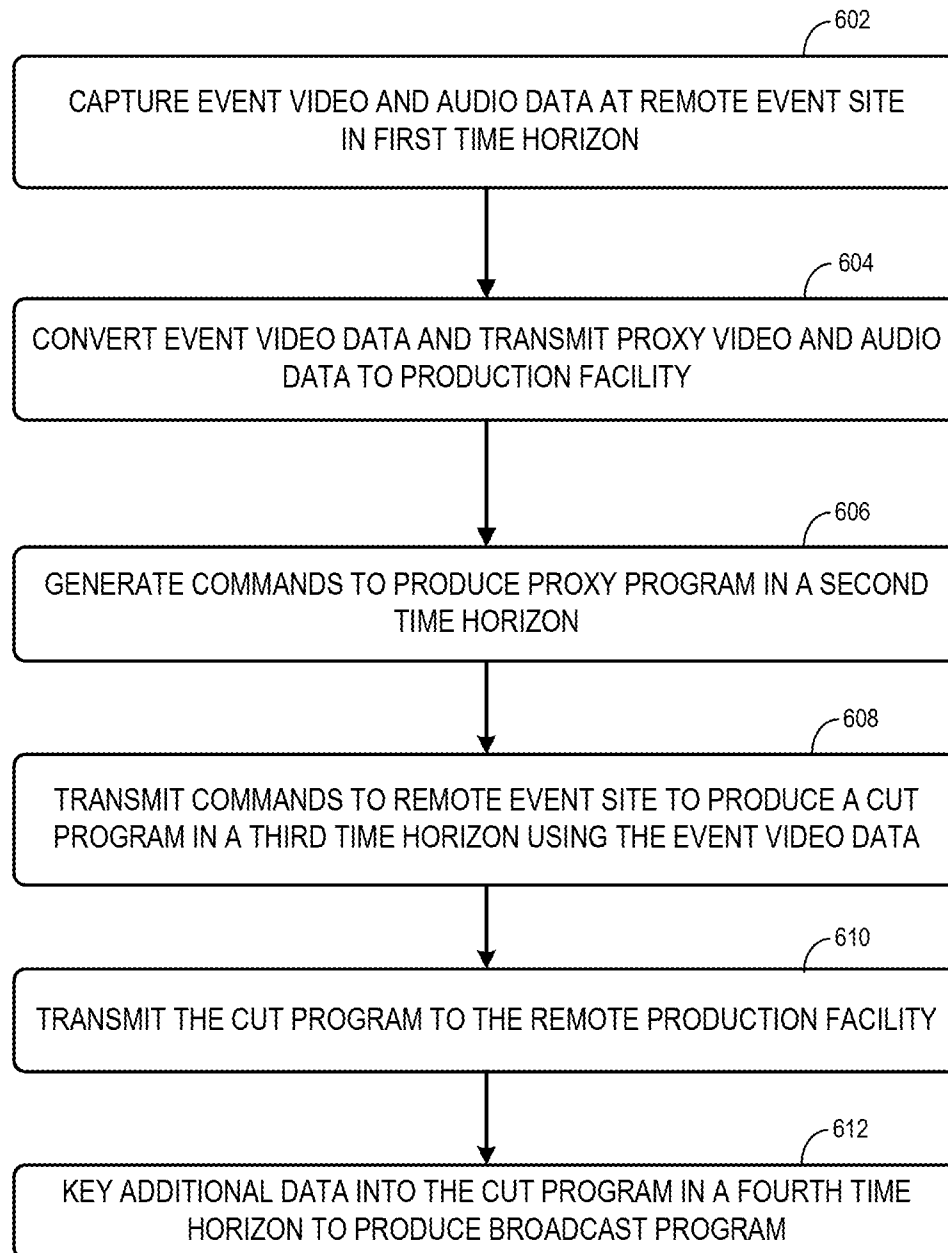 602
CAPTURE EVENT VIDEO AND AUDIO DATA AT REMOTE EVENT SITE
IN FIRST TIME HORIZON
604
CONVERT EVENT VIDEO DATA AND TRANSMIT PROXY VIDEO AND AUDIO
DATA TO PRODUCTION FACILITY
606
GENERATE COMMANDS TO PRODUCE PROXY PROGRAM IN A SECOND
TIME HORIZON
608
TRANSMIT COMMANDS TO REMOTE EVENT SITE TO PRODUCE A CUT
PROGRAM IN A THIRD TIME HORIZON USING THE EVENT VIDEO DATA
610
TRANSMIT THE CUT PROGRAM TO THE REMOTE PRODUCTION FACILITY
612
KEY ADDITIONAL DATA INTO THE CUT PROGRAM IN A FOURTH TIME
HORIZON TO PRODUCE BROADCAST PROGRAM